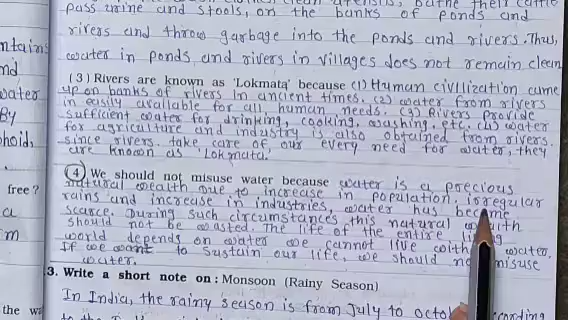 pass urine and stools, on the banks of ponds and
rivers and throw garbage into the ponds and rivers. Thus,
water in ponds and rivers in villages does not remain clean
(3) Rivers are known as 'Lokmata' because (1) Human civilization came
up on banks of rivers in ancient times. (2) water from rivers
in easily available for all human needs. (3) Rivers provide
sufficient water for drinking, cooking, washing, etc. (4) water
for agriculture and industry is also obtained from rivers.
since rivers take care of our every need for water, they
are known as 'Lokmata.'
(4) We should not misuse water because water is a precious
natural wealth Due to increase in population, irregular
rains and increase in industries, water has become
scarce. During such circumstances this natural
should not be wasted. The life of the entire
world depends on water we cannot live water.
If we want to sustain our life, we should misuse
water.
3. Write a short note on : Monsoon (Rainy Season)
In India, the rainy season is from July to
ntains
nd
water
By
hoid,
free ?
a
m
the